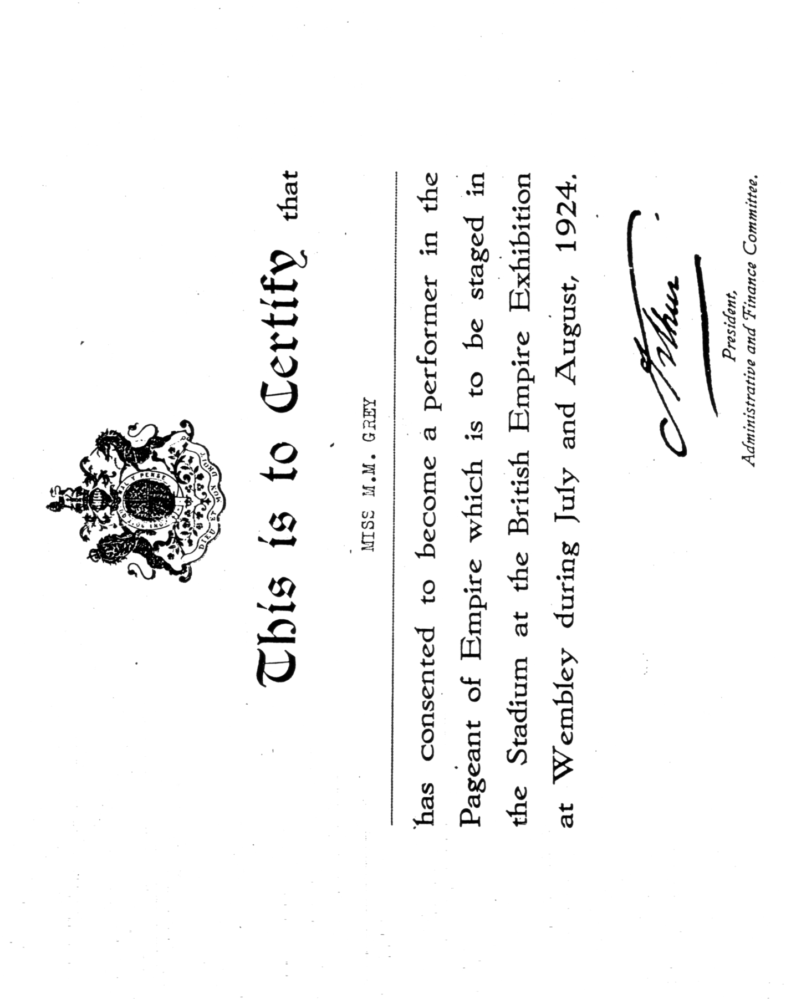 HONI SOIT QUI MAL Y PENSE
DIEU ET MON DROIT
This is to Certify that
MISS M.M. GREY
has consented to become a performer in the
Pageant of Empire which is to be staged in
the Stadium at the British Empire Exhibition
at Wembley during July and August, 1924.
Arthur
President,
Administrative and Finance Committee.